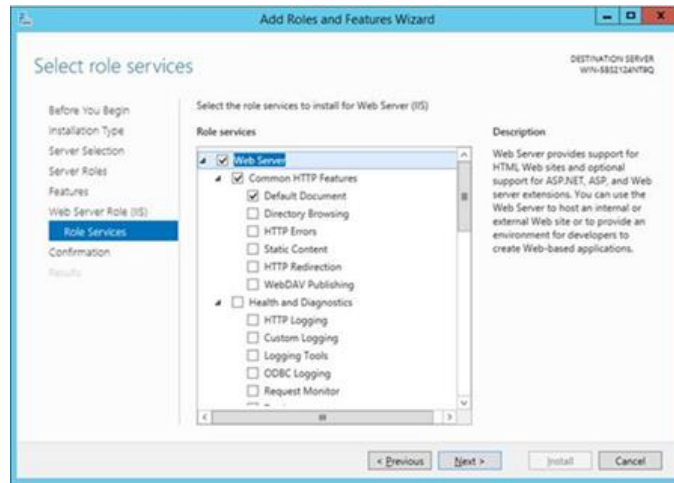 Add Roles and Features Wizard
Select role services
DESTINATION SERVER
Before You Begin
Installation Type
Server Selection
Server Roles
Features
Web Server Role (IIS)
Role Services
Confirmation
Results
Select the role services to install for Web Server (IIS)
Role services
Web Server
Common HTTP Features
Default Document
Directory Browsing
HTTP Errors
Static Content
HTTP Redirection
WebDAV Publishing
Health and Diagnostics
HTTP Logging
Custom Logging
Logging Tools
ODBC Logging
Request Monitor
Description
Web Server provides support for
HTML Web sites and optional
support for ASP.NET, ASP, and Web
server extensions. You can use the
Web Server to host an internal or
external Web site or to provide an
environment for developers to
create Web-based applications.
< Previous
Next >
Install
Cancel